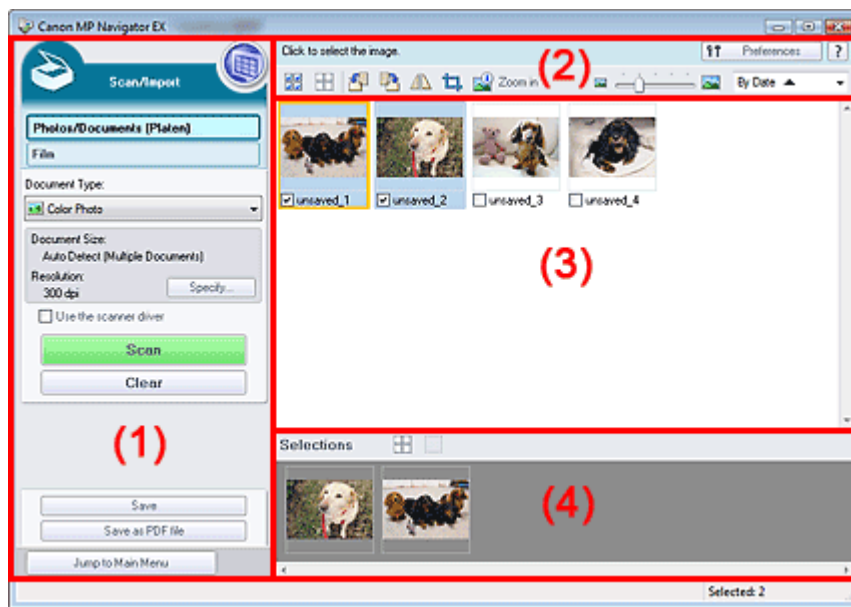 Canon MP Navigator EX
Scan/Import
Photos/Documents (Platen)
Film
Document Type:
Color Photo
Document Size:
Auto Detect (Multiple Documents)
Resolution:
300 dpi
Specify...
Use the scanner driver
Scan
Clear
(1)
Save
Save as PDF file
Jump to Main Menu
Click to select the image.
Preferences
?
Zoom in
(2)
By Date
unsaved_1
unsaved_2
unsaved_3
unsaved_4
(3)
Selections
(4)
Selected: 2